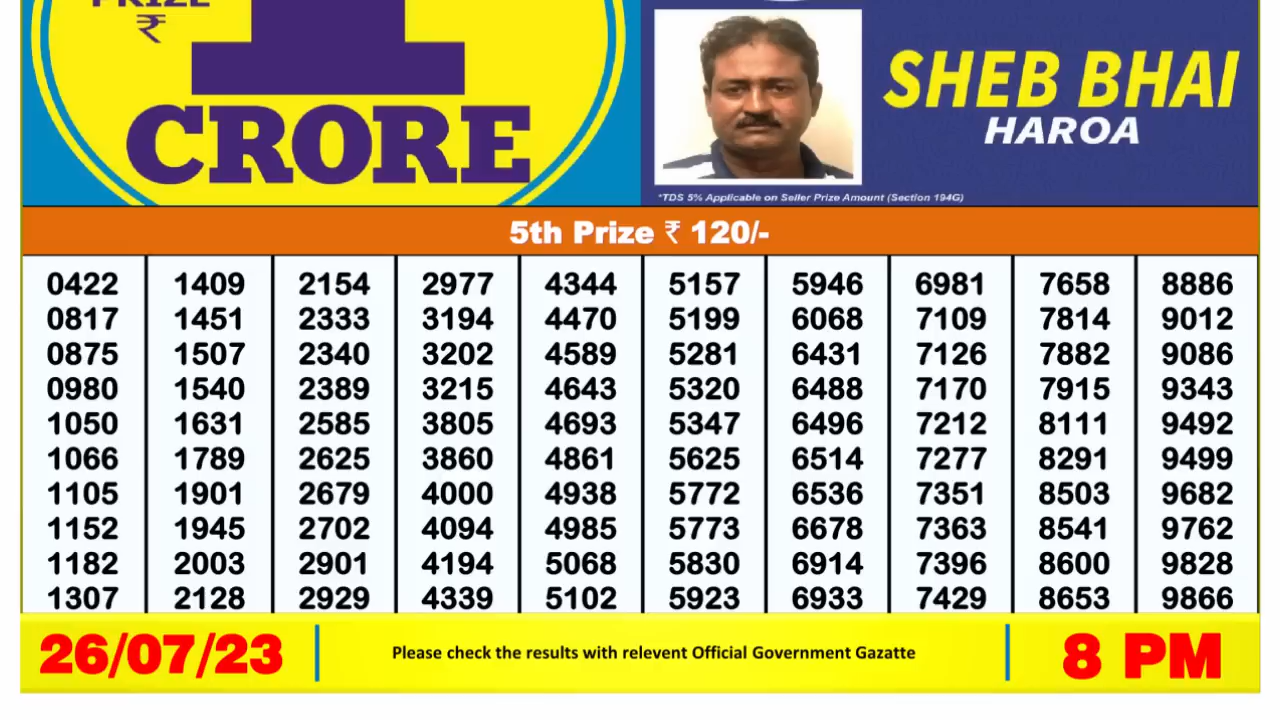 PRIZE
₹
1
CRORE
SHEB BHAI
HAROA
*TDS 5% Applicable on Seller Prize Amount (Section 194G)
5th Prize ₹ 120/-
0422 1409 2154 2977 4344 5157 5946 6981 7658 8886
0817 1451 2333 3194 4470 5199 6068 7109 7814 9012
0875 1507 2340 3202 4589 5281 6431 7126 7882 9086
0980 1540 2389 3215 4643 5320 6488 7170 7915 9343
1050 1631 2585 3805 4693 5347 6496 7212 8111 9492
1066 1789 2625 3860 4861 5625 6514 7277 8291 9499
1105 1901 2679 4000 4938 5772 6536 7351 8503 9682
1152 1945 2702 4094 4985 5773 6678 7363 8541 9762
1182 2003 2901 4194 5068 5830 6914 7396 8600 9828
1307 2128 2929 4339 5102 5923 6933 7429 8653 9866
26/07/23
Please check the results with relevent Official Government Gazatte
8 PM